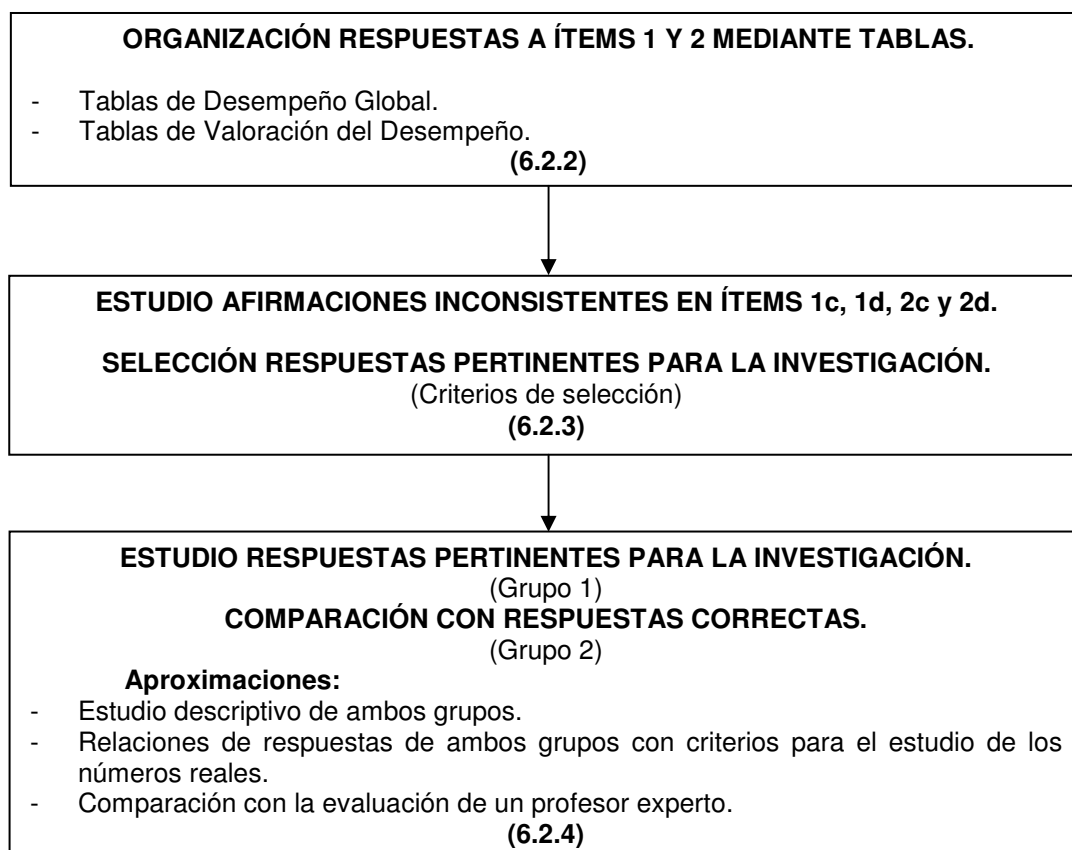 ORGANIZACIÓN RESPUESTAS A ÍTEMS 1 Y 2 MEDIANTE TABLAS.
- Tablas de Desempeño Global.
- Tablas de Valoración del Desempeño.
(6.2.2)
ESTUDIO AFIRMACIONES INCONSISTENTES EN ÍTEMS 1c, 1d, 2c y 2d.
SELECCIÓN RESPUESTAS PERTINENTES PARA LA INVESTIGACIÓN.
(Criterios de selección)
(6.2.3)
ESTUDIO RESPUESTAS PERTINENTES PARA LA INVESTIGACIÓN.
(Grupo 1)
COMPARACIÓN CON RESPUESTAS CORRECTAS.
(Grupo 2)
Aproximaciones:
- Estudio descriptivo de ambos grupos.
- Relaciones de respuestas de ambos grupos con criterios para el estudio de los
números reales.
- Comparación con la evaluación de un profesor experto.
(6.2.4)